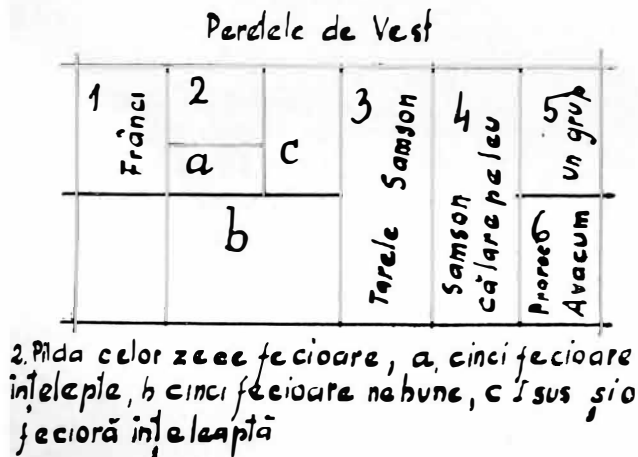 Peretele de Vest
1
Frânci
2
a
c
b
3
Tarele Samson
4
Samson
călare pe leu
5
un grup
6
Proroc
Avacum
2. Pilda celor zece fecioare, a, cinci fecioare
înțelepte, b cinci fecioare nebune, c Isus și o
fecioră înțeleaptă